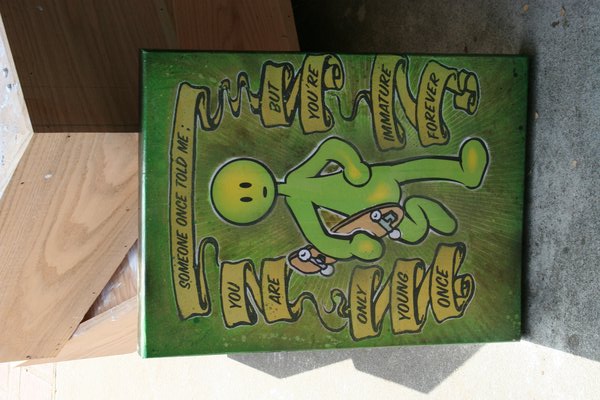 SOMEONE ONCE TOLD ME:
YOU
ARE
ONLY
YOUNG
ONCE
BUT
YOU'RE
IMMATURE
FOREVER